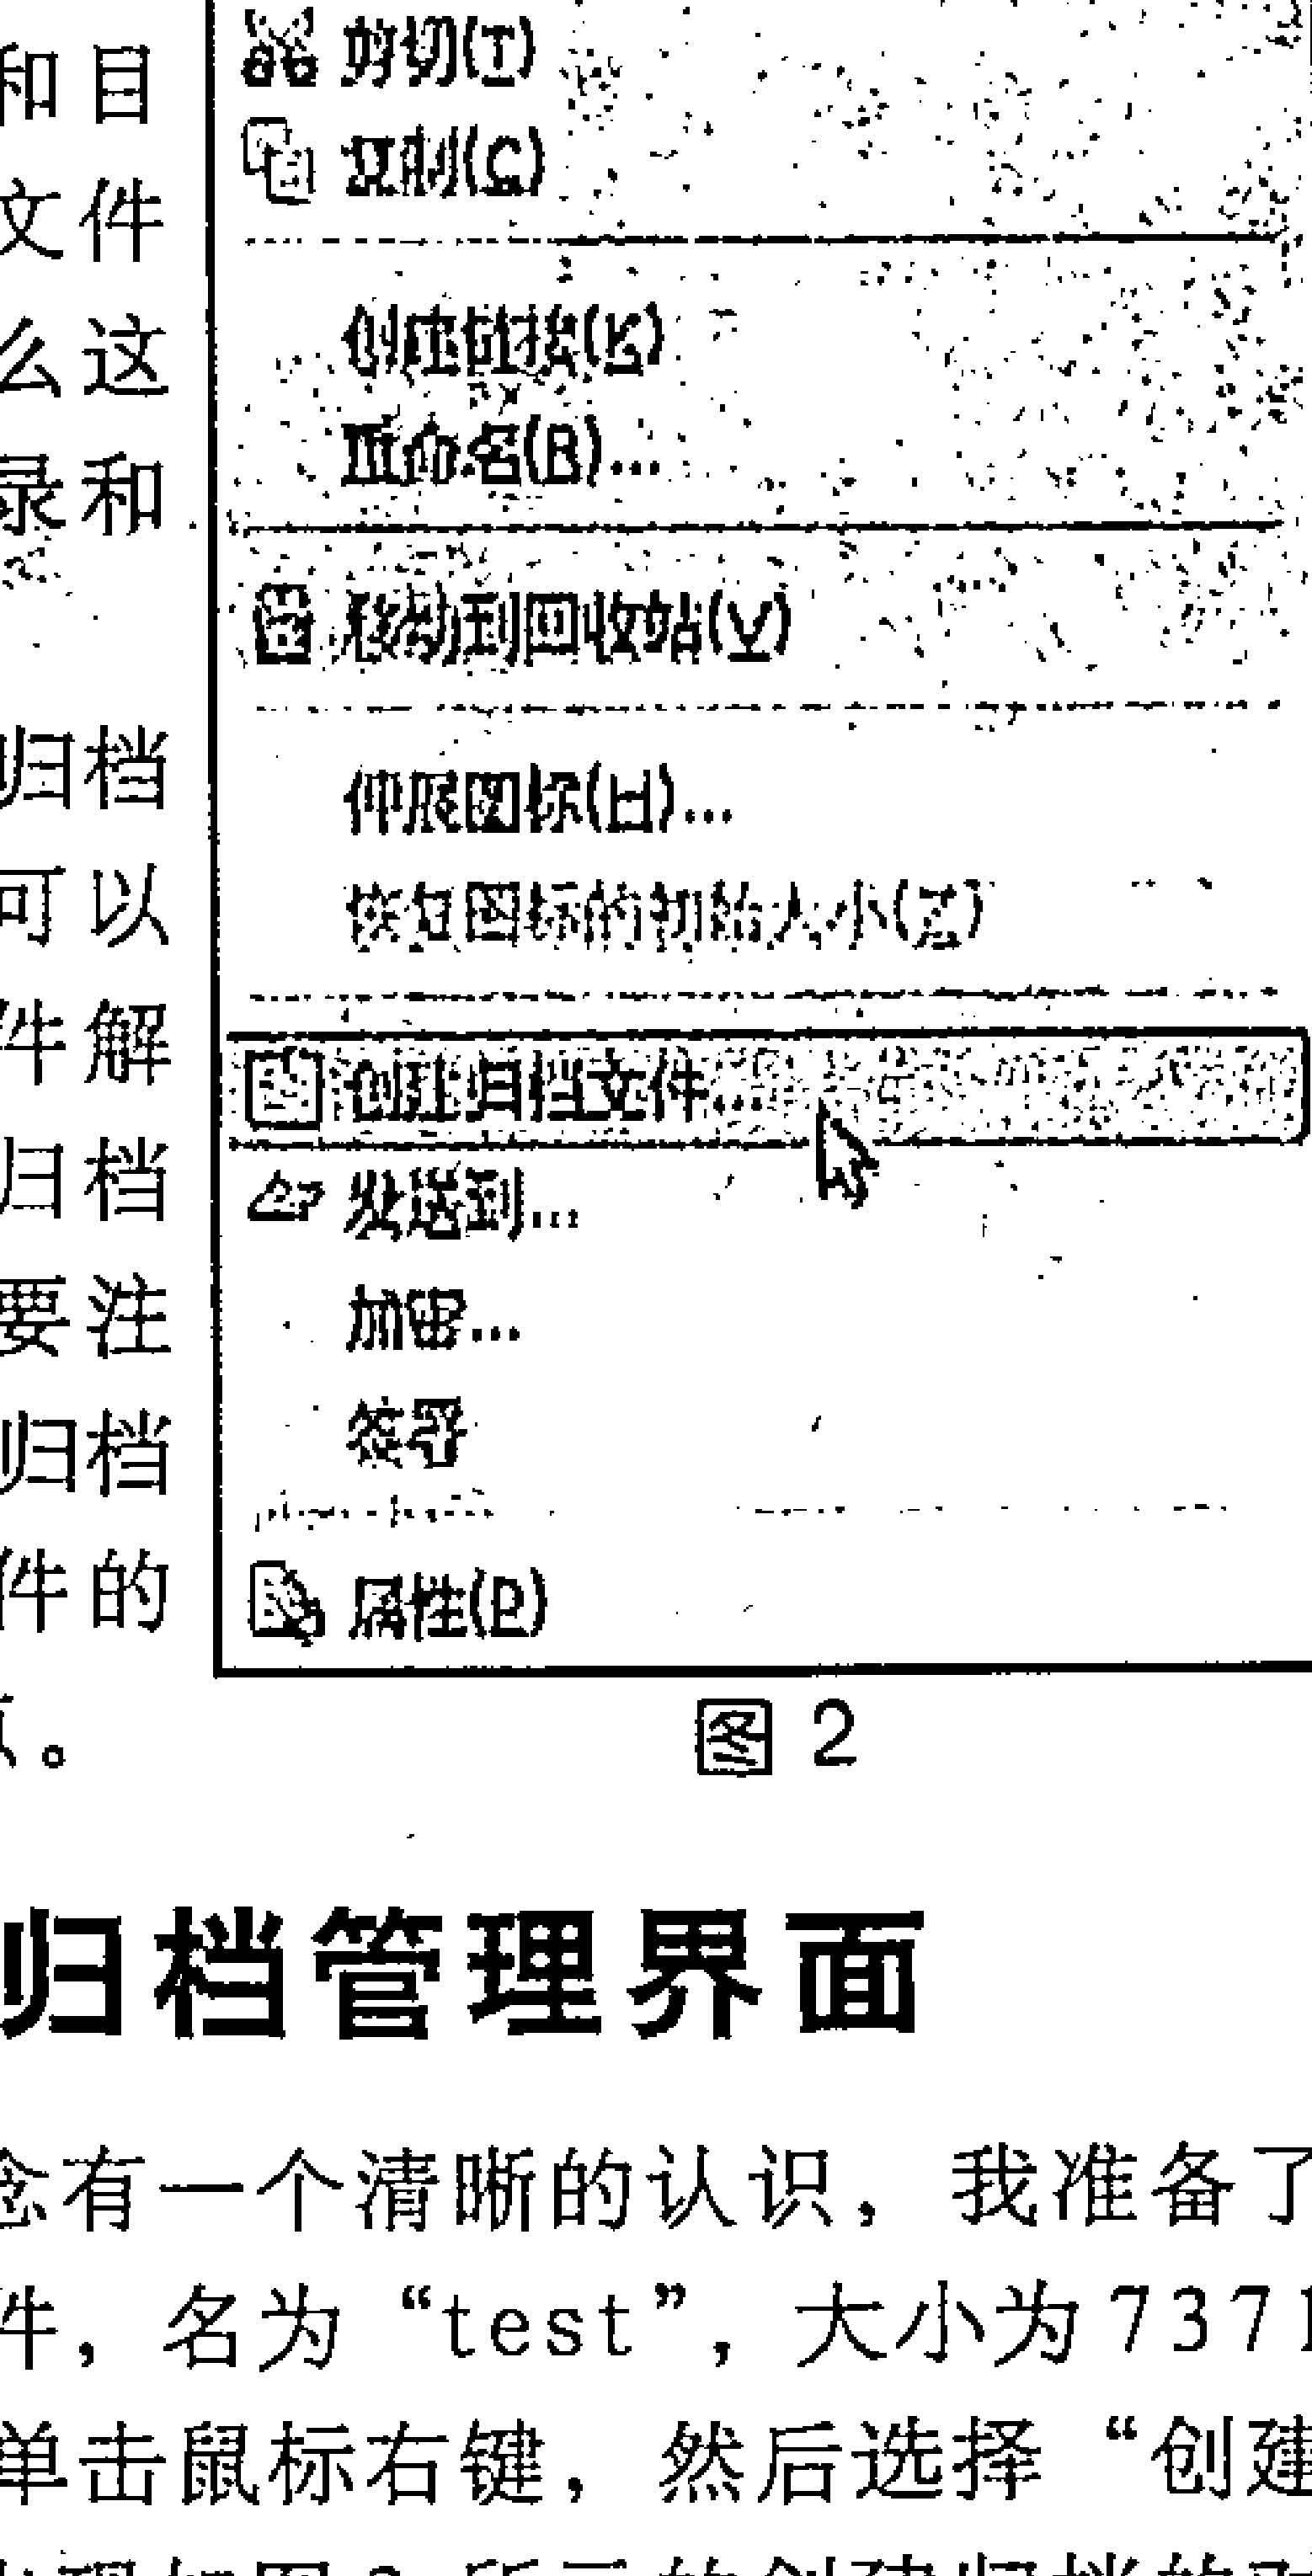 和目
文件
么这
录和
归档
可以
件解
归档
要注
归档
件的
。
剪切(T)
复制(C)
创建链接(K)
重命名(R)...
移动到回收站(V)
伸展图标(H)...
恢复图标的初始大小(Z)
创建归档文件...
发送到...
加密...
签署
属性(P)
图 2
归档管理界面
念有一个清晰的认识，我准备了
件，名为“test”，大小为7371
单击鼠标右键，然后选择“创建